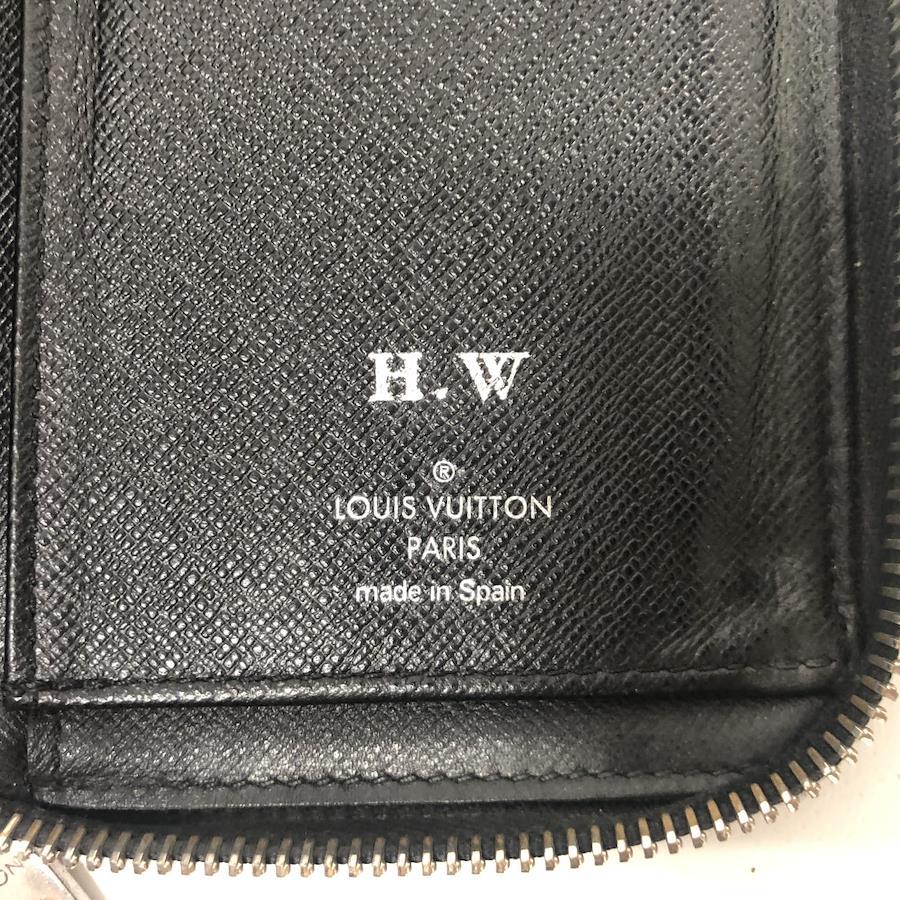 H.W
®
LOUIS VUITTON
PARIS
made in Spain